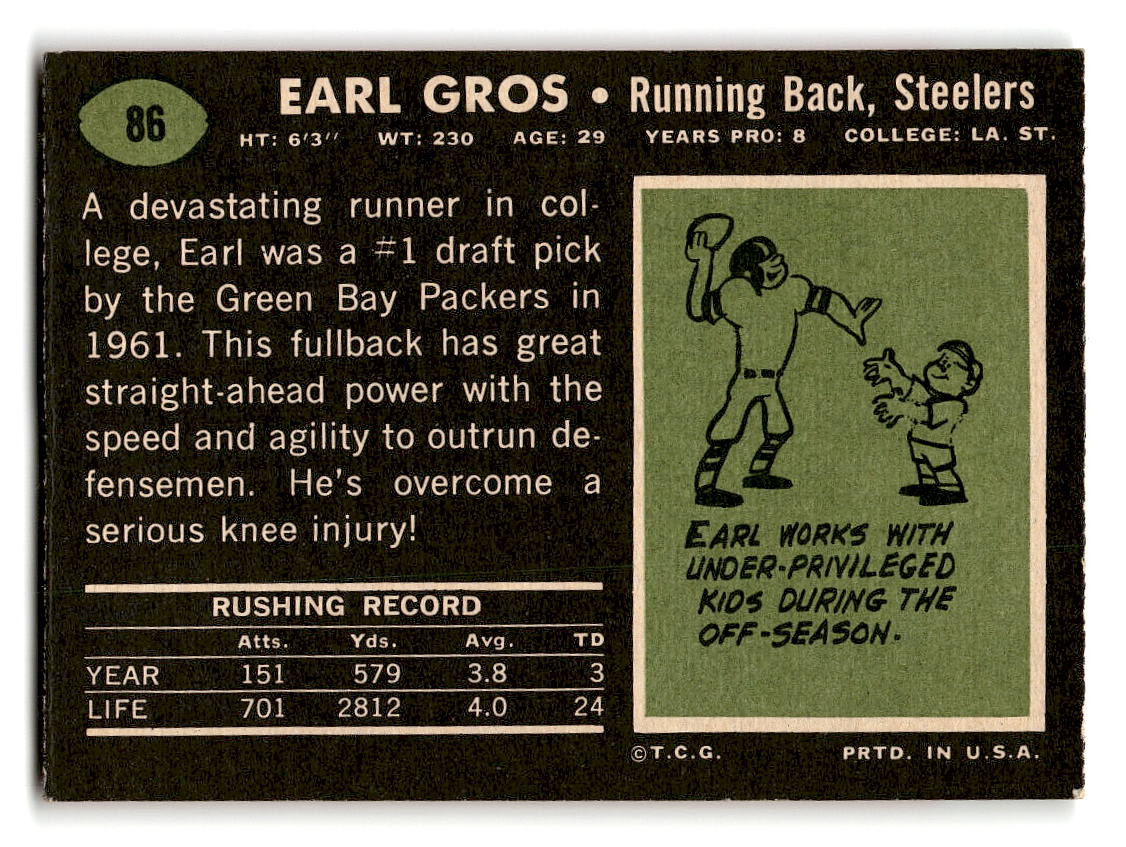 86
EARL GROS • Running Back, Steelers
HT: 6'3" WT: 230 AGE: 29 YEARS PRO: 8 COLLEGE: LA. ST.
A devastating runner in col-
lege, Earl was a #1 draft pick
by the Green Bay Packers in
1961. This fullback has great
straight-ahead power with the
speed and agility to outrun de-
fensemen. He's overcome a
serious knee injury!
RUSHING RECORD
Atts. Yds. Avg. TD
YEAR 151 579 3.8 3
LIFE 701 2812 4.0 24
EARL WORKS WITH
UNDER-PRIVILEGED
KIDS DURING THE
OFF-SEASON.
©T.C.G. PRTD. IN U.S.A.